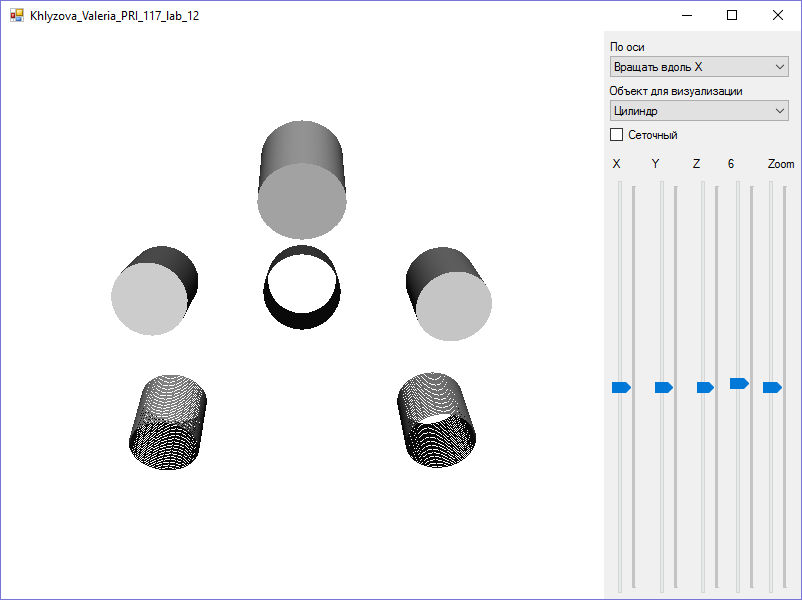 Khlyzova_Valeria_PRI_117_lab_12
По оси
Вращать вдоль X
Объект для визуализации
Цилиндр
Сеточный
X Y Z 6 Zoom